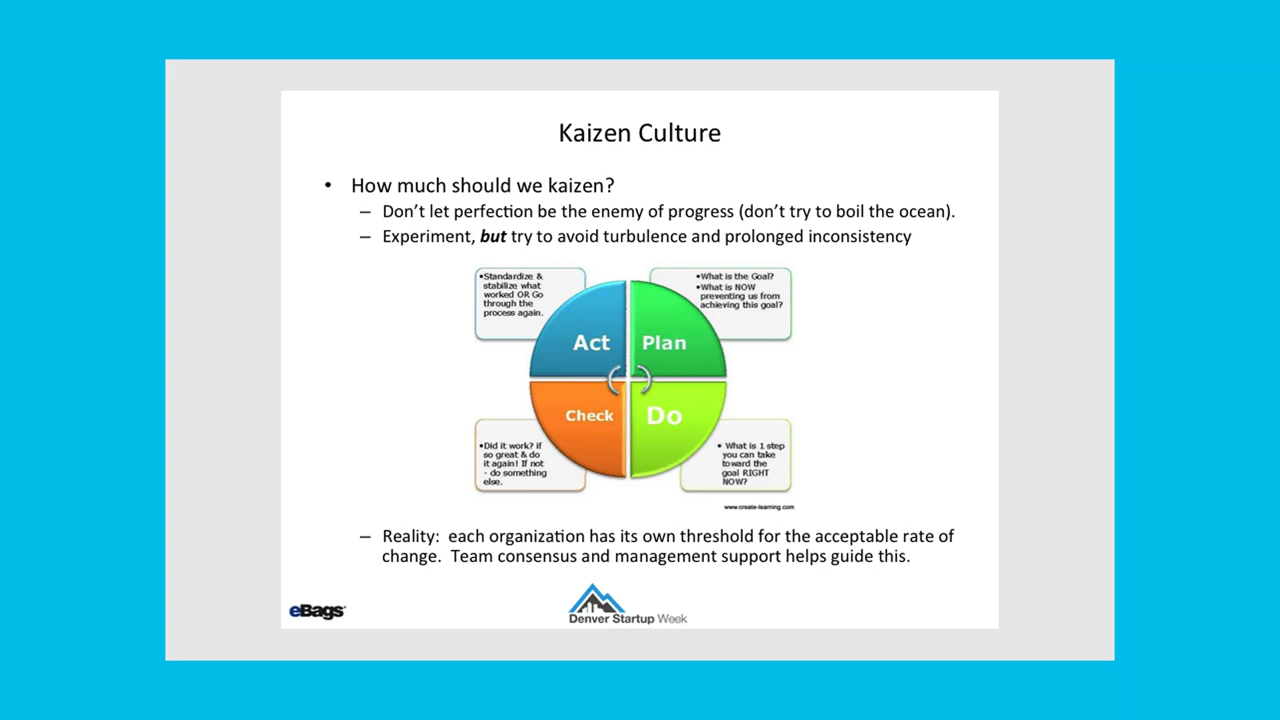 Kaizen Culture
• How much should we kaizen?
– Don’t let perfection be the enemy of progress (don’t try to boil the ocean).
– Experiment, but try to avoid turbulence and prolonged inconsistency
•Standardize &
stabilize what
worked OR Go
through the
process again.
•What is the Goal?
•What is NOW
preventing us from
achieving this goal?
Act
Plan
Check
Do
•Did it work? if
so great & do
it again! If not
- do something
else.
• What is 1 step
you can take
toward the
goal RIGHT
NOW?
www.create-learning.com
– Reality: each organization has its own threshold for the acceptable rate of
change. Team consensus and management support helps guide this.
eBags
Denver Startup Week